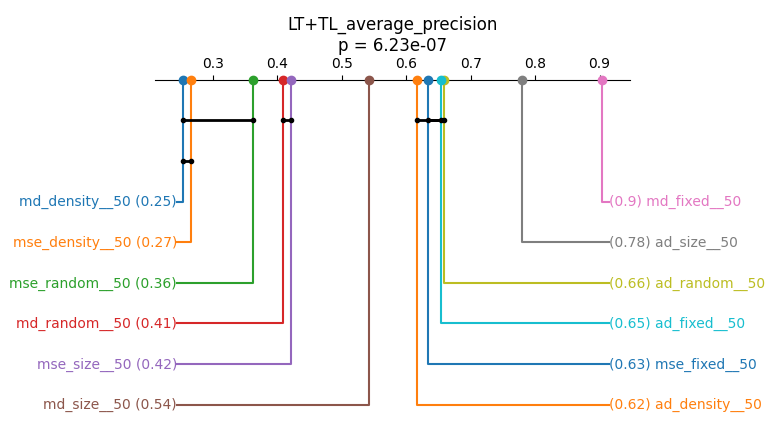 LT+TL_average_precision
p = 6.23e-07
0.3 0.4 0.5 0.6 0.7 0.8 0.9
md_density__50 (0.25)
(0.9) md_fixed__50
mse_density__50 (0.27)
(0.78) ad_size__50
mse_random__50 (0.36)
(0.66) ad_random__50
md_random__50 (0.41)
(0.65) ad_fixed__50
mse_size__50 (0.42)
(0.63) mse_fixed__50
md_size__50 (0.54)
(0.62) ad_density__50